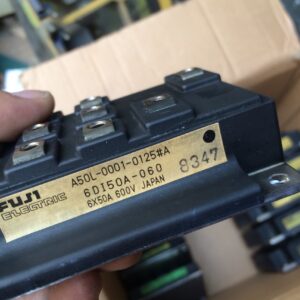 FUJI
ELECTRIC
A50L-0001-0125#A
6DI50A-060
6X50A 600V JAPAN
8347